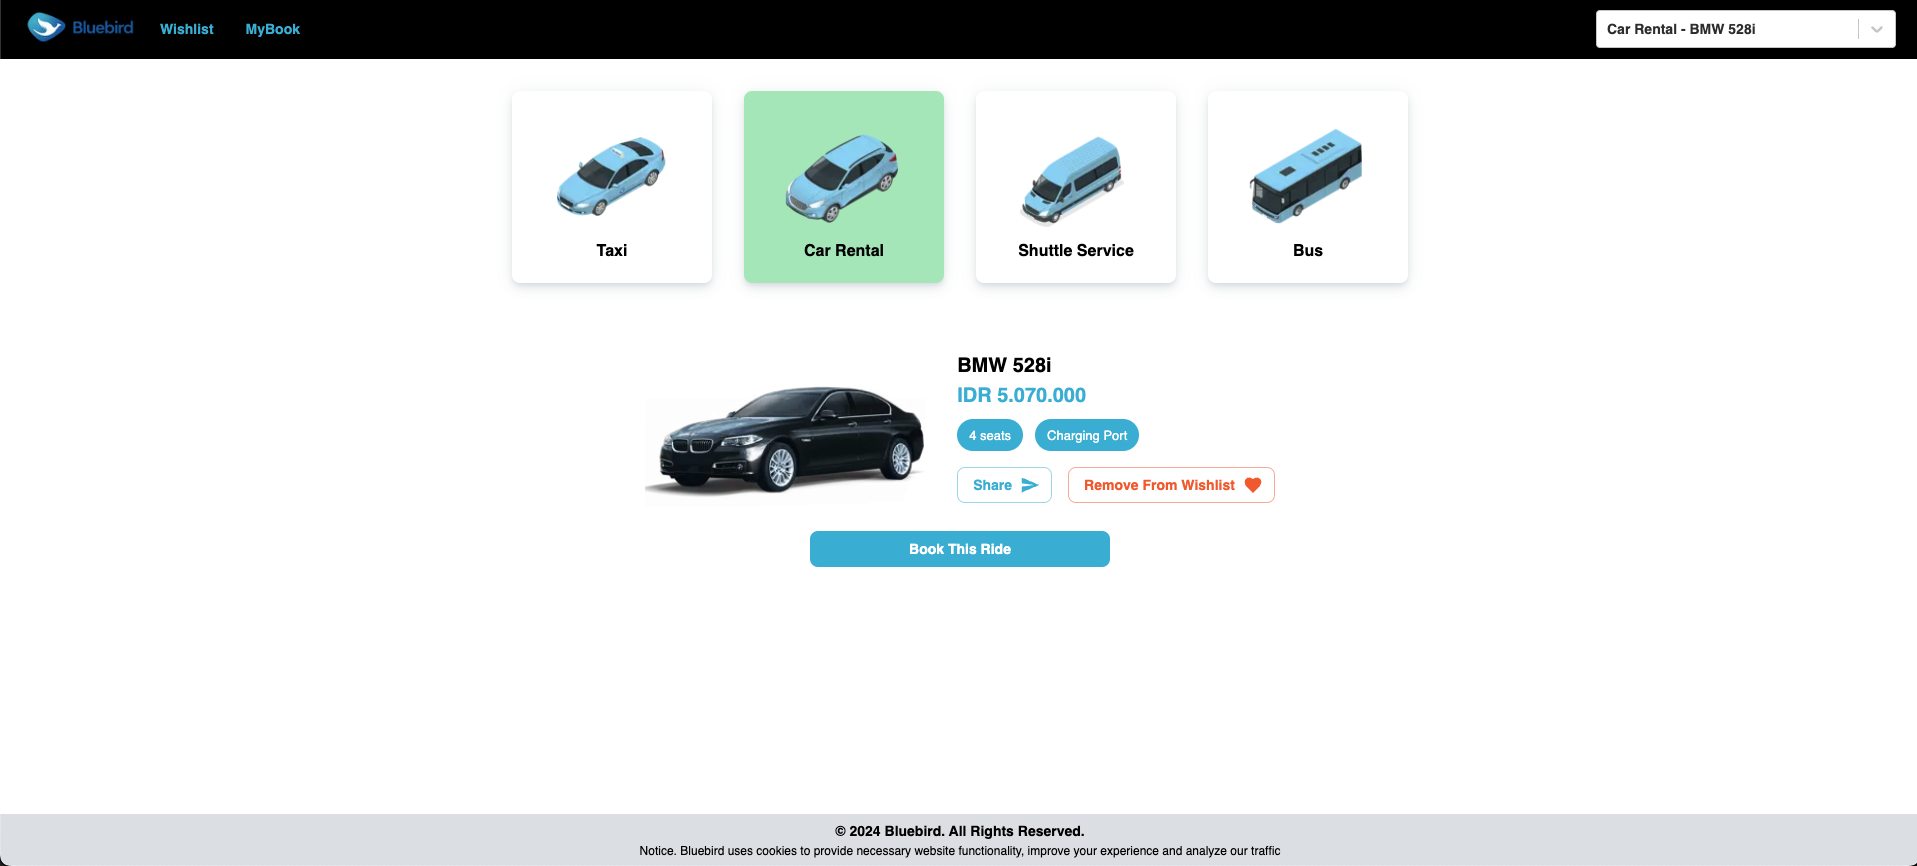 Bluebird
Wishlist
MyBook
Car Rental - BMW 528i
Taxi
Car Rental
Shuttle Service
Bus
BMW 528i
IDR 5.070.000
4 seats
Charging Port
Share
Remove From Wishlist
Book This Ride
© 2024 Bluebird. All Rights Reserved.
Notice. Bluebird uses cookies to provide necessary website functionality, improve your experience and analyze our traffic